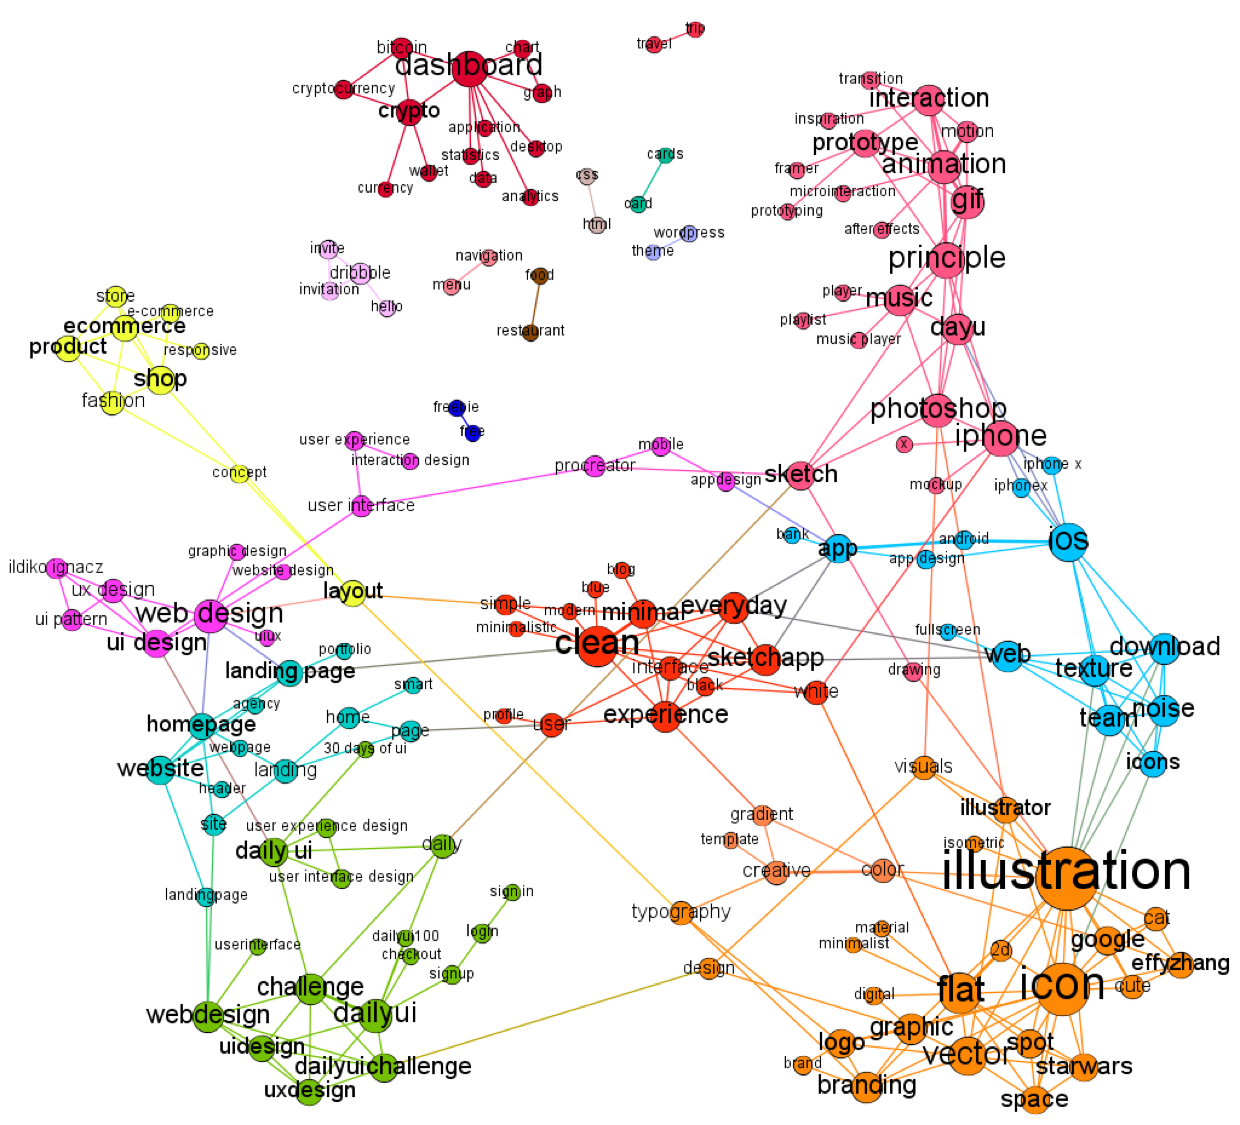 trip
travel
bitcoin
chart
dashboard
cryptocurrency
graph
crypto
application
desktop
statistics
wallet
data
currency
analytics
cards
css
card
html
wordpress
theme
transition
interaction
inspiration
motion
prototype
animation
framer
microinteraction
gif
prototyping
after effects
principle
invite
dribbble
invitation
hello
navigation
menu
food
restaurant
player
music
playlist
dayu
music player
store
e-commerce
ecommerce
product
responsive
shop
fashion
freebie
free
photoshop
iphone
x
user experience
interaction design
mobile
procreator
appdesign
sketch
concept
iphone x
mockup
iphonex
user interface
bank
app
android
app design
iOS
graphic design
website design
ildiko ignacz
ux design
web design
ui pattern
ui design
uiux
layout
blog
blue
simple
modern
minimal
everyday
minimalistic
clean
sketchapp
interface
black
white
experience
profile
user
fullscreen
web
download
texture
drawing
team
noise
icons
portfolio
landing page
smart
agency
home
homepage
page
webpage
30 days of ui
website
landing
header
site
user experience design
daily ui
daily
user interface design
landingpage
sign in
userinterface
dailyui100
login
checkout
signup
challenge
webdesign
dailyui
uidesign
dailyuichallenge
uxdesign
visuals
illustrator
gradient
template
isometric
creative
color
illustration
typography
material
cat
minimalist
2d
google
design
effyzhang
digital
flat
icon
cute
graphic
logo
vector
spot
brand
starwars
branding
space